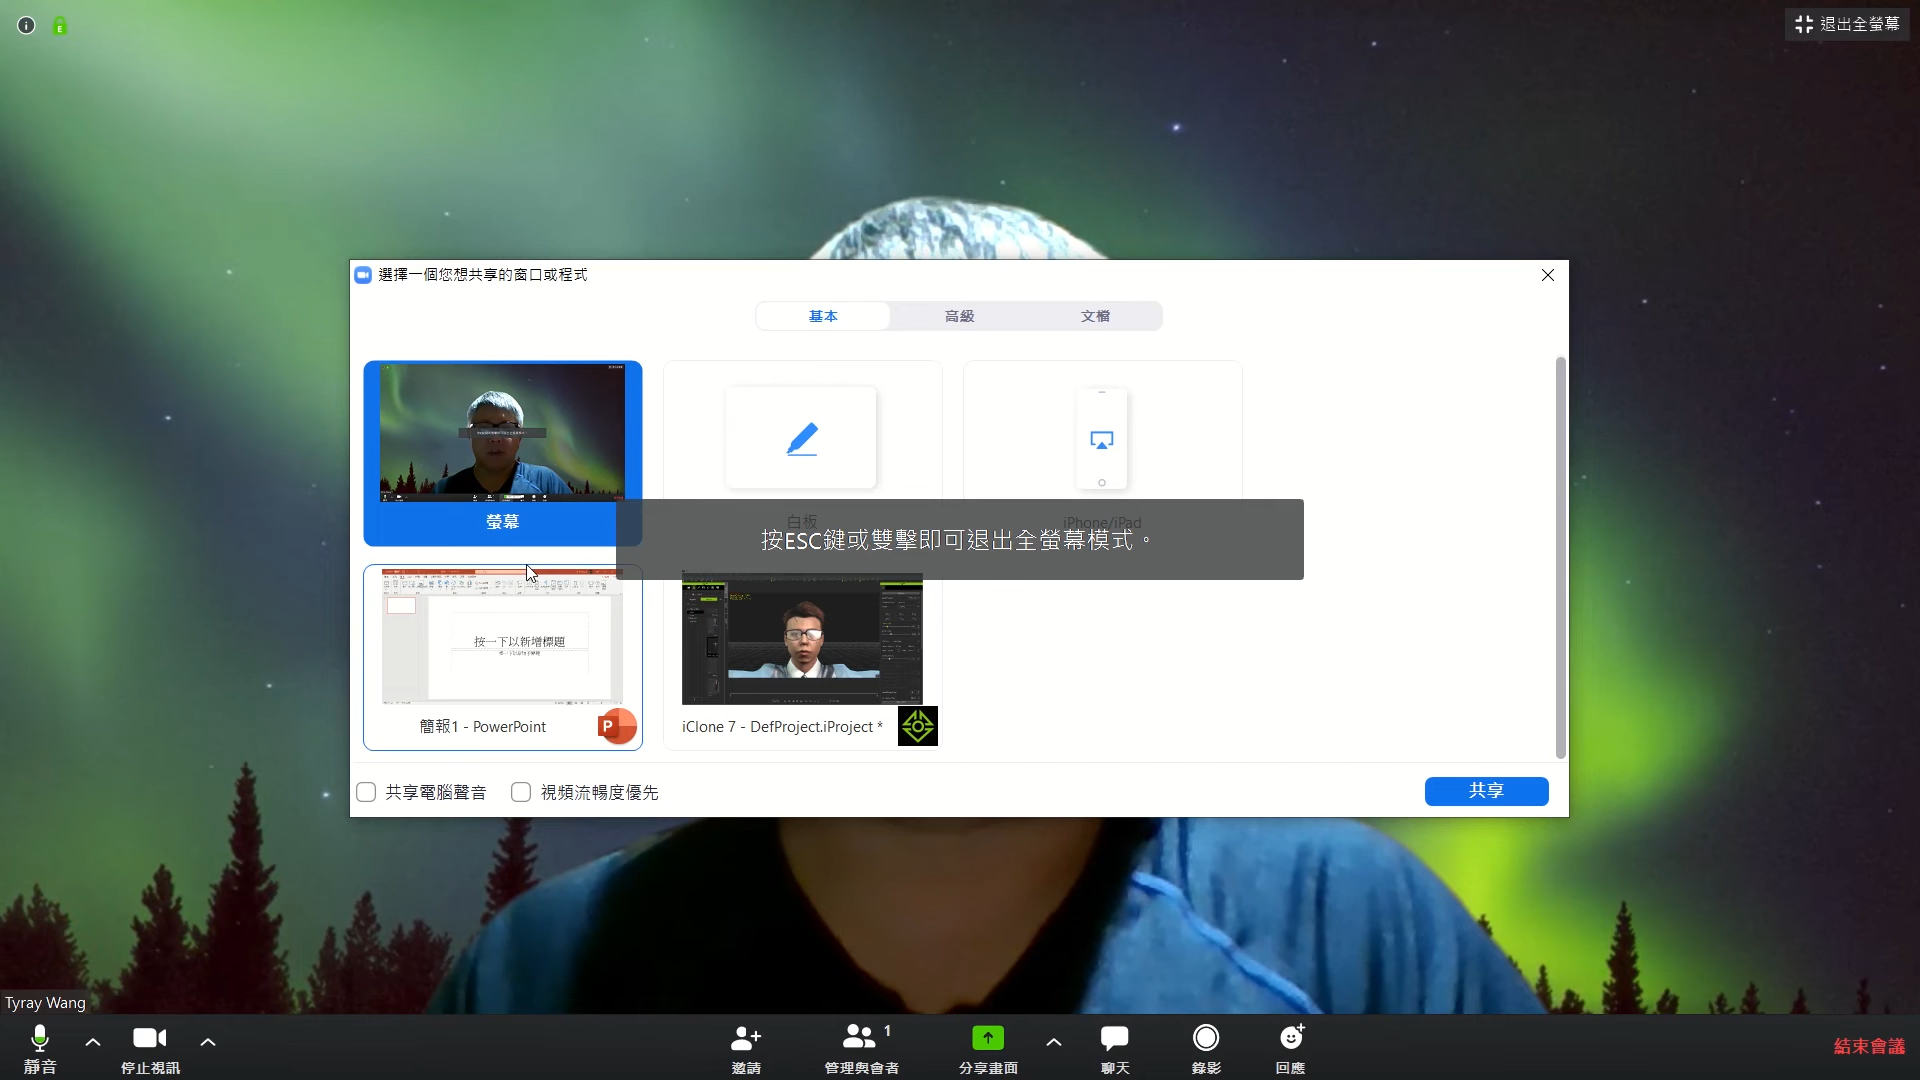 退出全螢幕
選擇一個您想共享的窗口或程式
基本
高級
文檔
螢幕
白板
iPhone/iPad
按ESC鍵或雙擊即可退出全螢幕模式。
按一下以新增標題
簡報1 - PowerPoint
iClone 7 - DefProject.iProject *
共享電腦聲音
視頻流暢度優先
共享
Tyray Wang
靜音
停止視訊
邀請
管理與會者
1
分享畫面
聊天
錄影
回應
結束會議